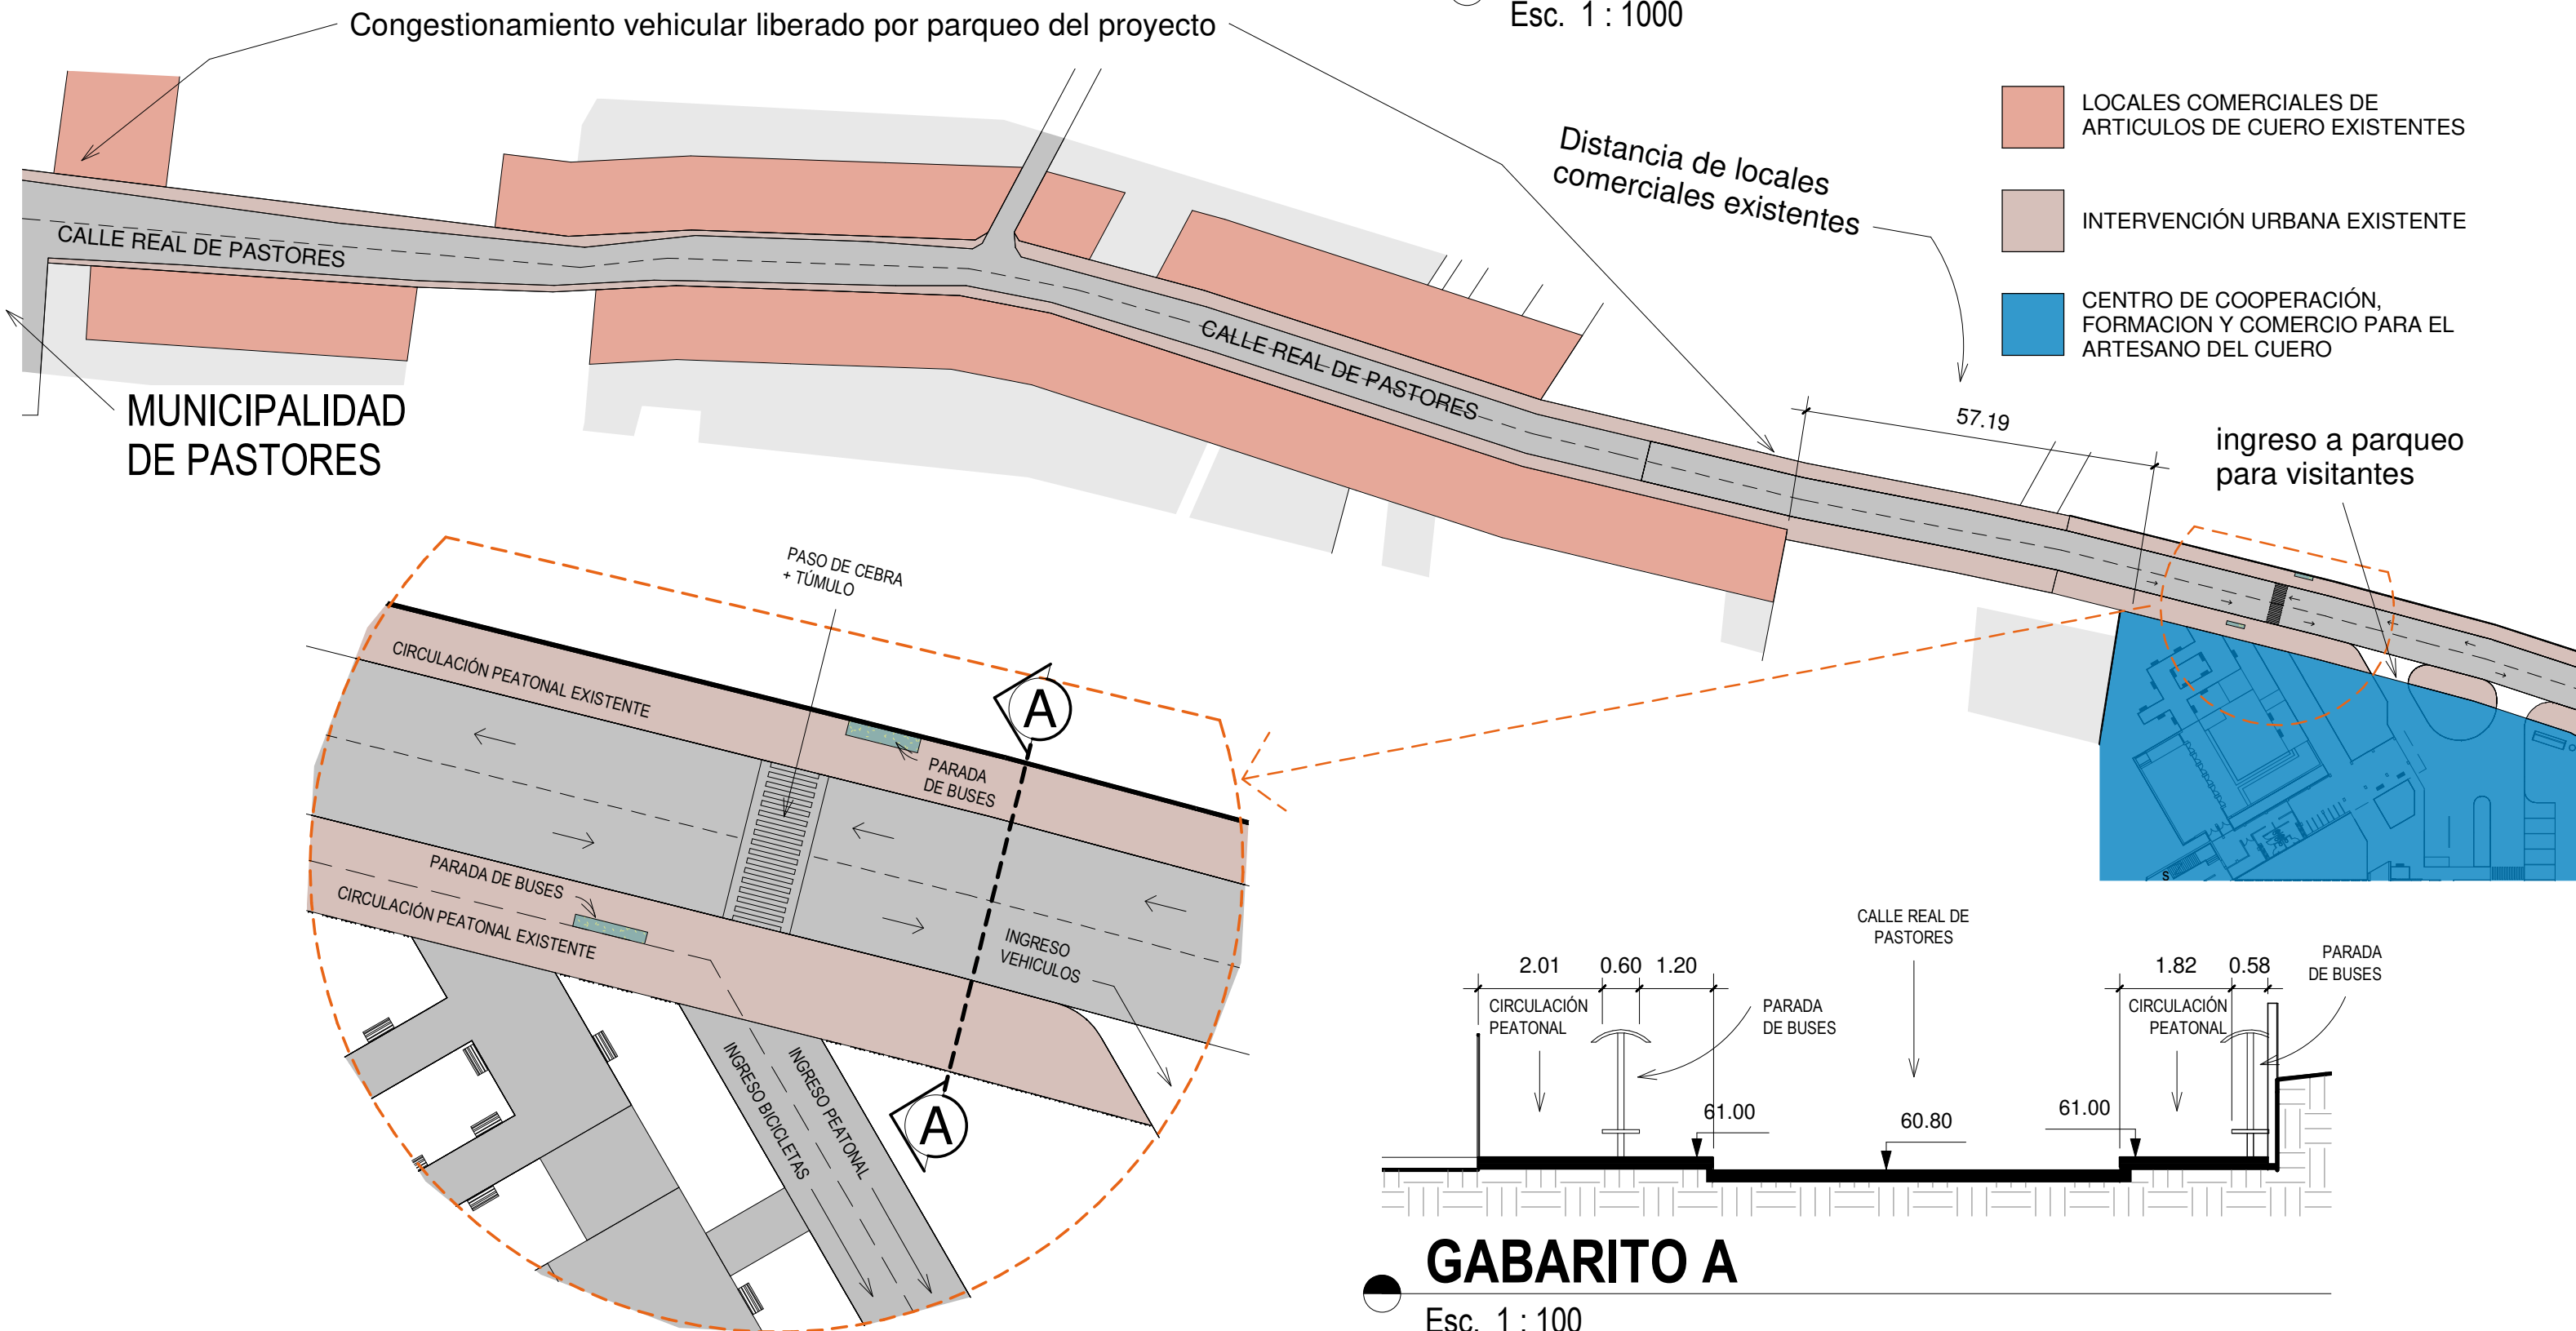 Congestionamiento vehicular liberado por parqueo del proyecto
Esc. 1 : 1000
LOCALES COMERCIALES DE
ARTICULOS DE CUERO EXISTENTES
INTERVENCIÓN URBANA EXISTENTE
CENTRO DE COOPERACIÓN,
FORMACION Y COMERCIO PARA EL
ARTESANO DEL CUERO
Distancia de locales
comerciales existentes
CALLE REAL DE PASTORES
CALLE REAL DE PASTORES
MUNICIPALIDAD
DE PASTORES
57.19
ingreso a parqueo
para visitantes
PASO DE CEBRA
+ TÚMULO
CIRCULACIÓN PEATONAL EXISTENTE
A
PARADA
DE BUSES
PARADA DE BUSES
CIRCULACIÓN PEATONAL EXISTENTE
INGRESO
VEHICULOS
INGRESO BICICLETAS
INGRESO PEATONAL
A
S
CALLE REAL DE
PASTORES
2.01 0.60 1.20
1.82 0.58
PARADA
DE BUSES
CIRCULACIÓN
PEATONAL
PARADA
DE BUSES
CIRCULACIÓN
PEATONAL
61.00
60.80
61.00
GABARITO A
Esc. 1 : 100